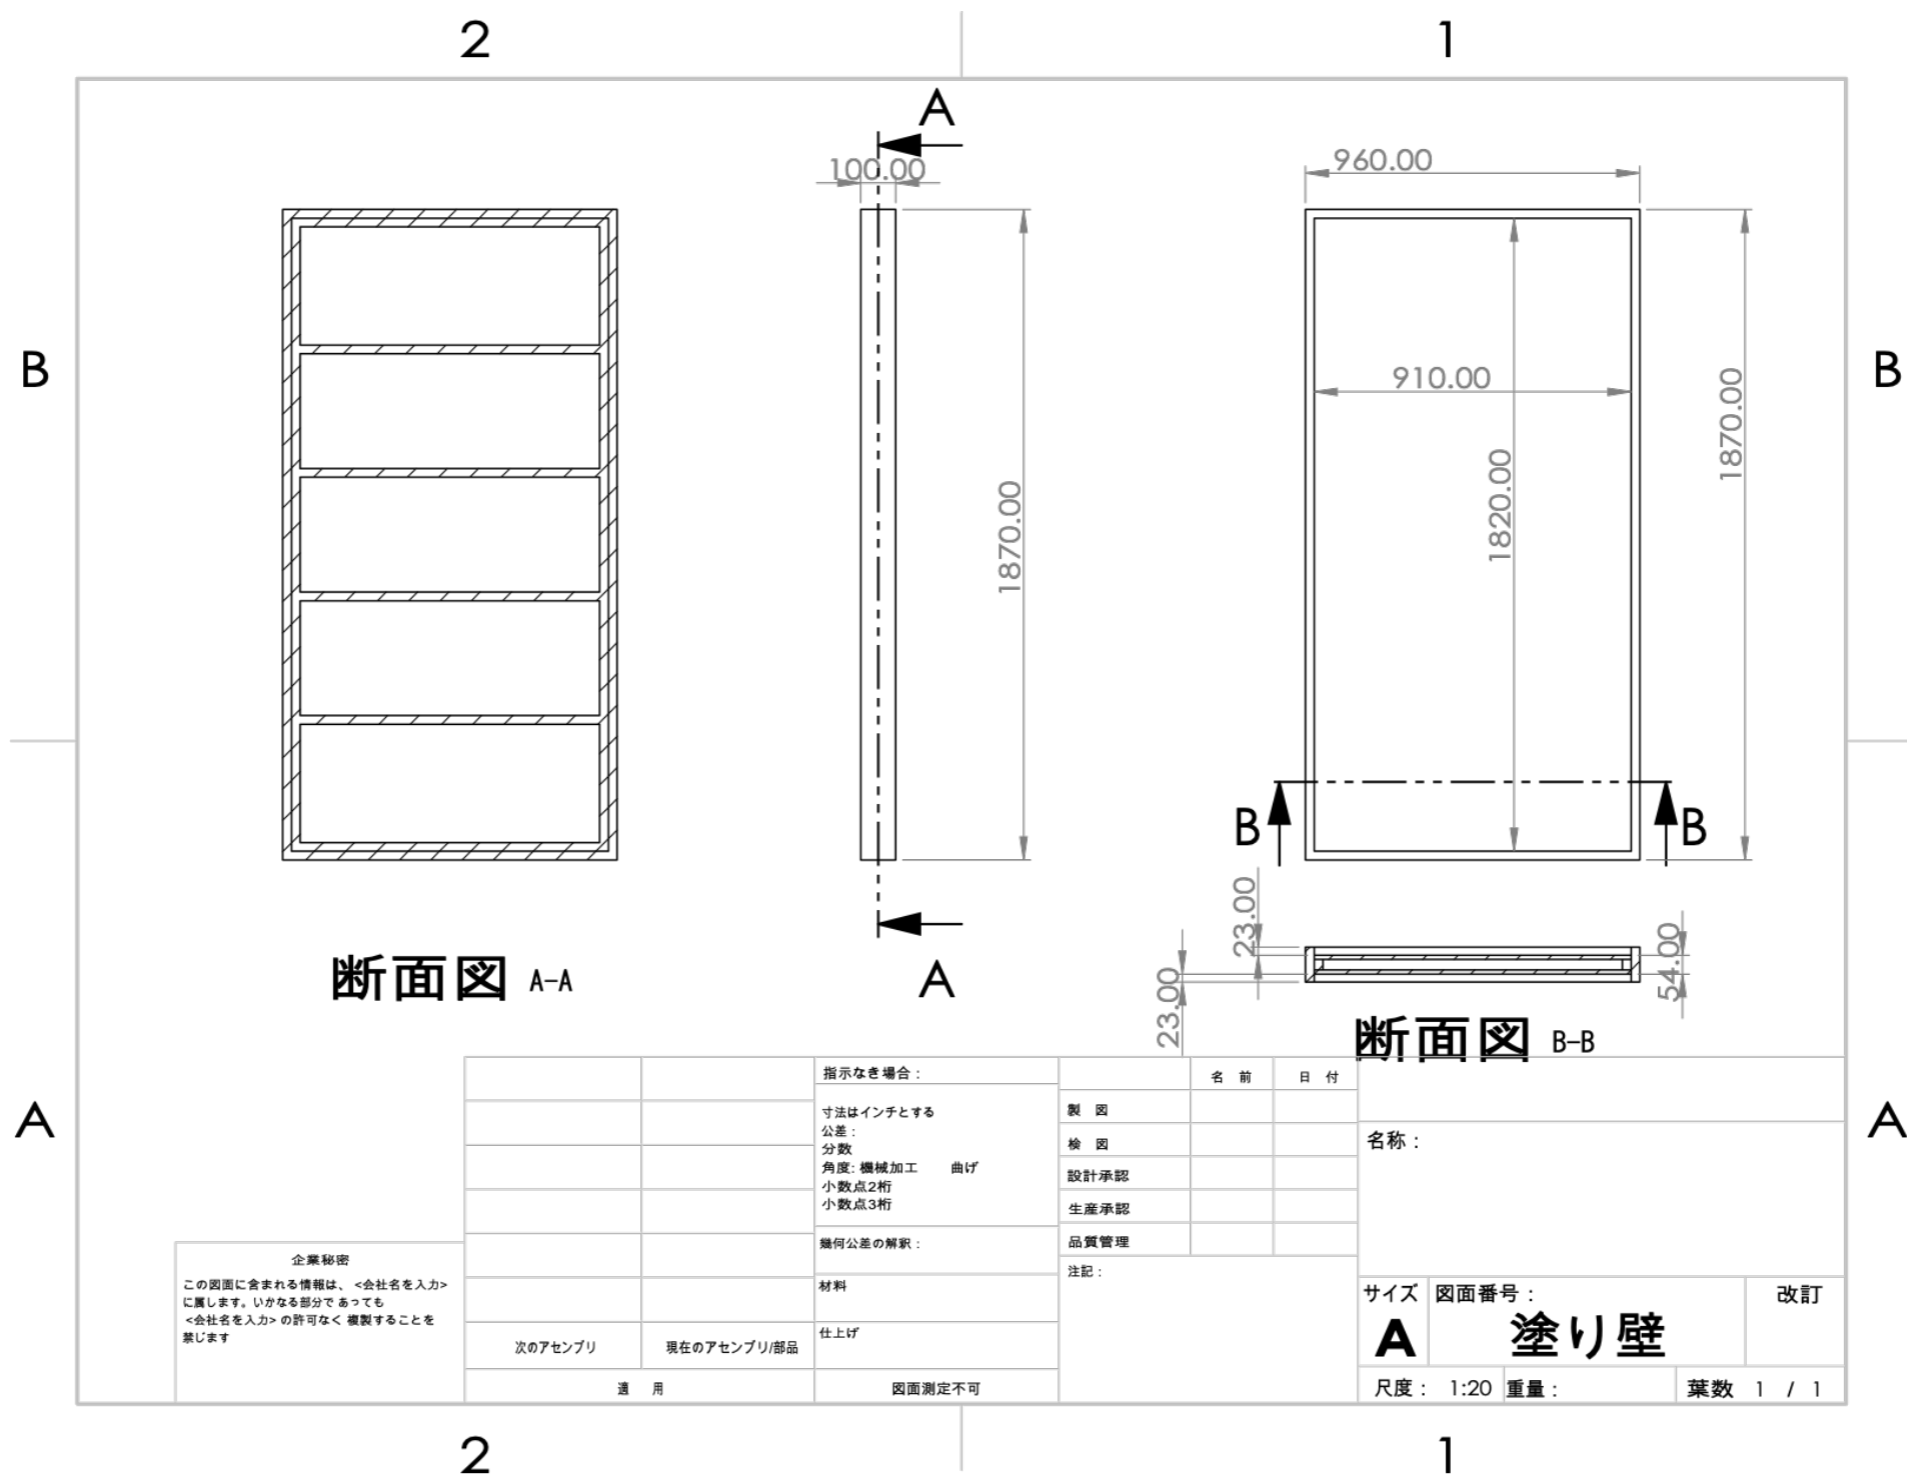 2
1
A
100.00
960.00
B
B
910.00
1870.00
1820.00
1870.00
B
B
23.00
54.00
23.00
断面図 A-A
A
断面図 B-B
A
A
指示なき場合：
寸法はインチとする
公差：
分数
角度: 機械加工 曲げ
小数点2桁
小数点3桁
幾何公差の解釈：
材料
仕上げ
図面測定不可
名 前
日 付
製 図
検 図
設計承認
生産承認
品質管理
注記：
名称：
企業秘密
この図面に含まれる情報は、 <会社名を入力>
に属します。いかなる部分で あっても
<会社名を入力> の許可なく 複製することを
禁じます
次のアセンブリ
現在のアセンブリ/部品
適 用
サイズ
A
図面番号：
塗り壁
改訂
尺度： 1:20
重量：
葉数 1 / 1
2
1